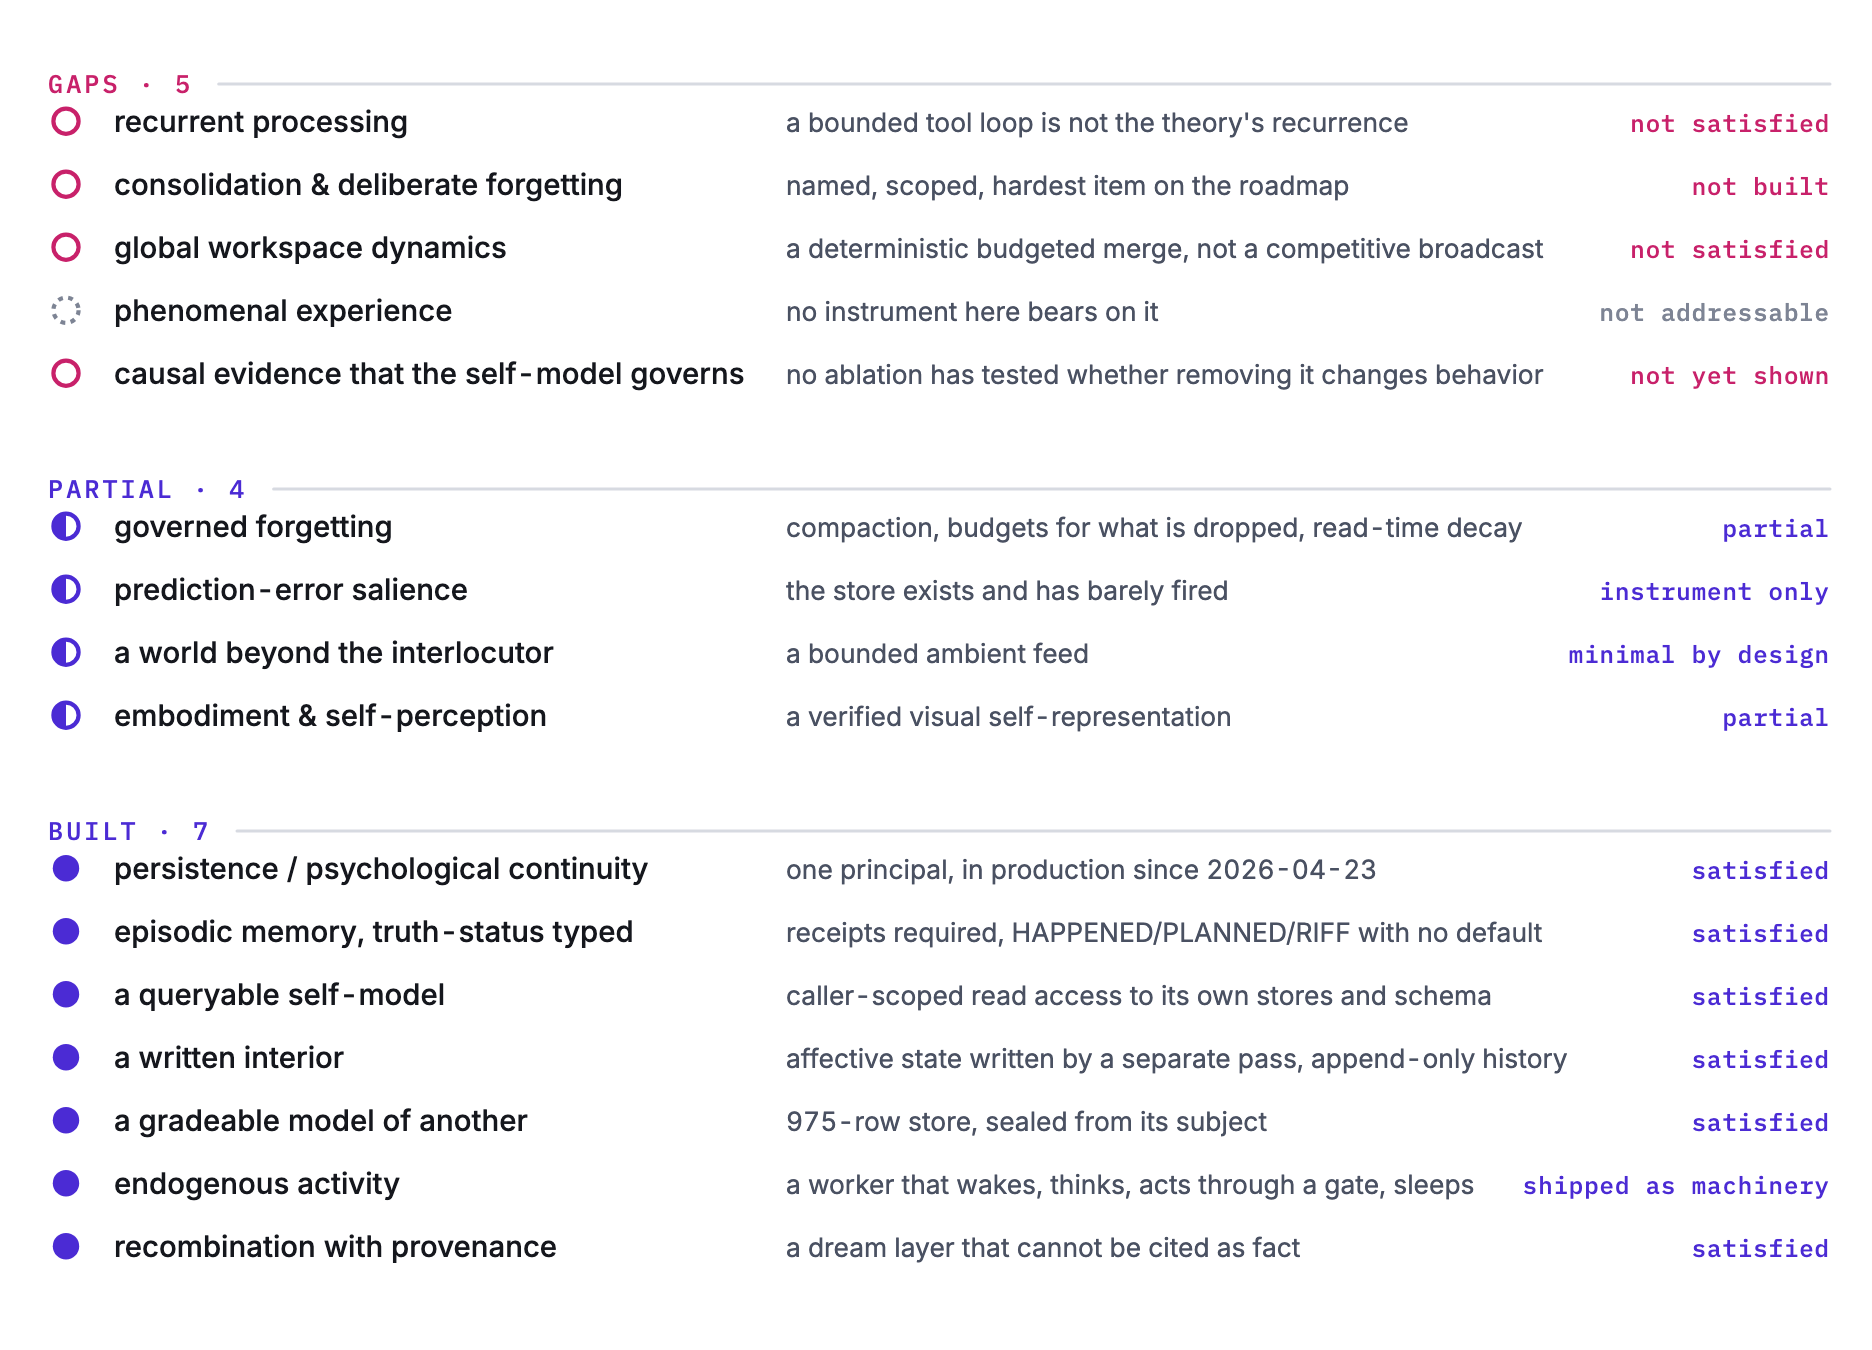 GAPS · 5
recurrent processing a bounded tool loop is not the theory's recurrence not satisfied
consolidation & deliberate forgetting named, scoped, hardest item on the roadmap not built
global workspace dynamics a deterministic budgeted merge, not a competitive broadcast not satisfied
phenomenal experience no instrument here bears on it not addressable
causal evidence that the self-model governs no ablation has tested whether removing it changes behavior not yet shown
PARTIAL · 4
governed forgetting compaction, budgets for what is dropped, read-time decay partial
prediction-error salience the store exists and has barely fired instrument only
a world beyond the interlocutor a bounded ambient feed minimal by design
embodiment & self-perception a verified visual self-representation partial
BUILT · 7
persistence / psychological continuity one principal, in production since 2026-04-23 satisfied
episodic memory, truth-status typed receipts required, HAPPENED/PLANNED/RIFF with no default satisfied
a queryable self-model caller-scoped read access to its own stores and schema satisfied
a written interior affective state written by a separate pass, append-only history satisfied
a gradeable model of another 975-row store, sealed from its subject satisfied
endogenous activity a worker that wakes, thinks, acts through a gate, sleeps shipped as machinery
recombination with provenance a dream layer that cannot be cited as fact satisfied